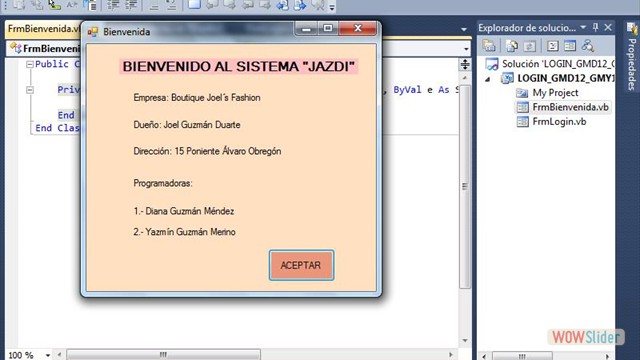 FrmBienvenida.vb
Bienvenida
Explorador de solucio...
FrmBienvenida
BIENVENIDO AL SISTEMA "JAZDI"
Solución 'LOGIN_GMD12_
Public C
LOGIN_GMD12_GMY1
My Project
Priv
, ByVal e As S
Empresa: Boutique Joel´s Fashion
FrmBienvenida.vb
End
FrmLogin.vb
End Clas
Dueño: Joel Guzmán Duarte
Dirección: 15 Poniente Álvaro Obregón
Programadoras:
1.- Diana Guzmán Méndez
2.- Yazmín Guzmán Merino
ACEPTAR
Propiedades
100 %
WOWSlider